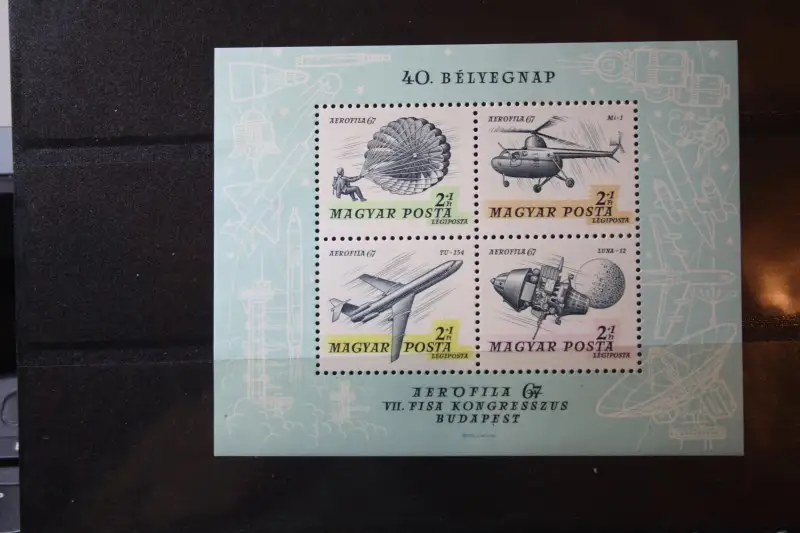 40. BÉLYEGNAP
AEROFILA 67
2+1 Ft
MAGYAR POSTA
LÉGIPOSTA
AEROFILA 67
Mi-1
2+1 Ft
MAGYAR POSTA
LÉGIPOSTA
AEROFILA 67
TU-154
2+1 Ft
MAGYAR POSTA
LÉGIPOSTA
AEROFILA 67
LUNA-12
2+1 Ft
MAGYAR POSTA
LÉGIPOSTA
AEROFILA 67
VII. FISA KONGRESSZUS
BUDAPEST